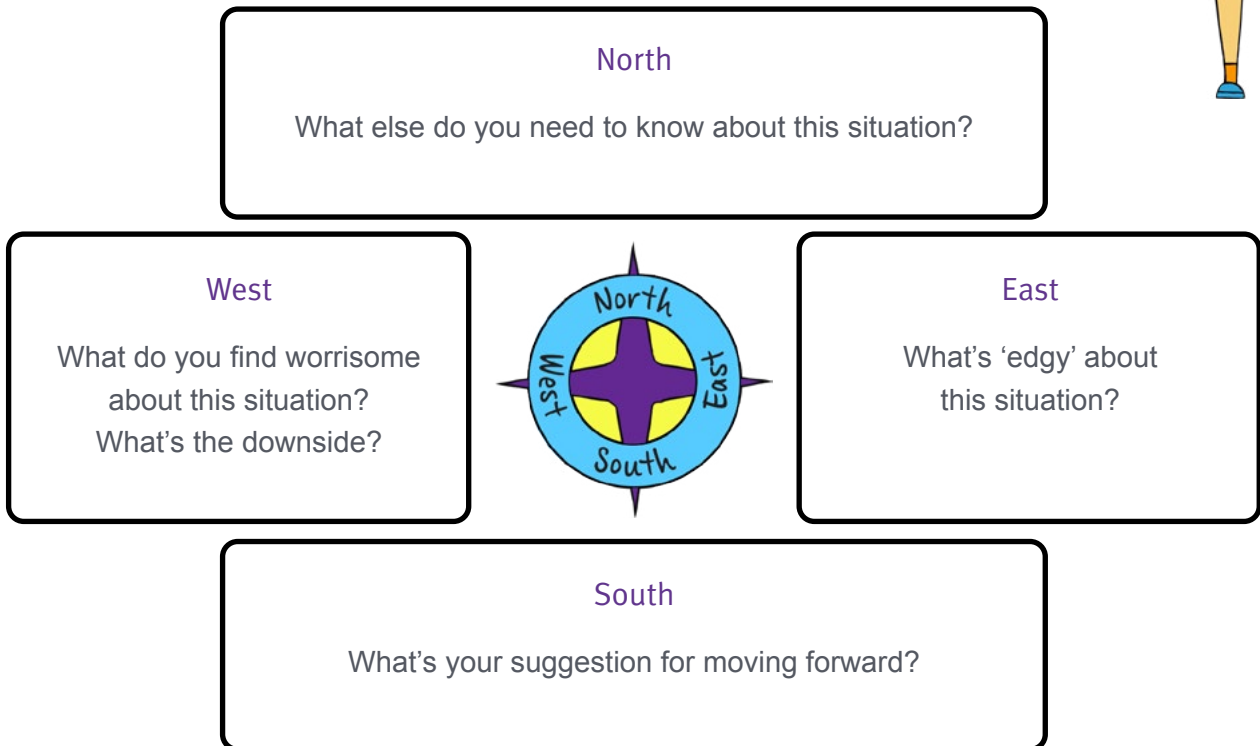 North
What else do you need to know about this situation?
West
What do you find worrisome
about this situation?
What's the downside?
North
West
East
South
East
What's ‘edgy’ about
this situation?
South
What's your suggestion for moving forward?